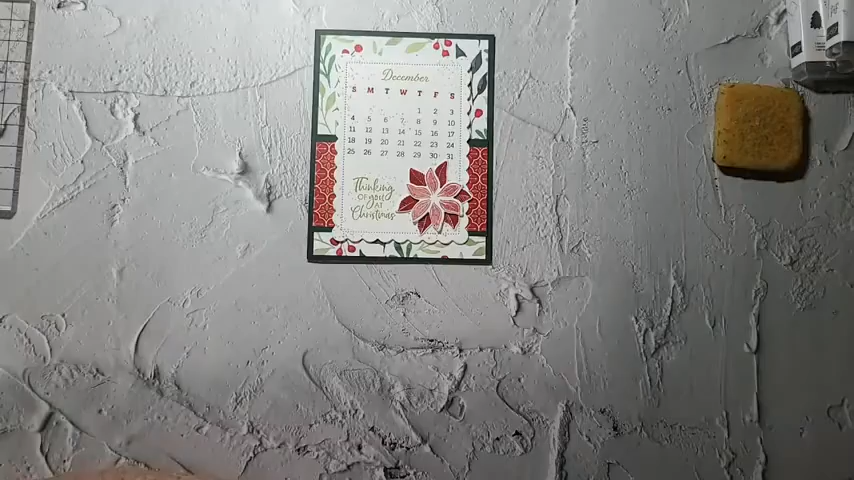 December
S M T W T F S
1 2 3
4 5 6 7 8 9 10
11 12 13 14 15 16 17
18 19 20 21 22 23 24
25 26 27 28 29 30 31
Thinking
OF you
AT
Christmas